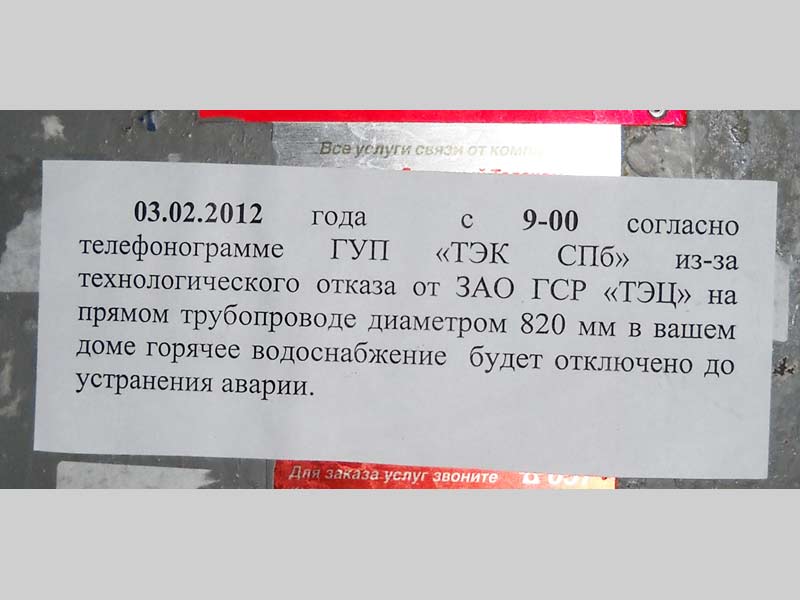 Все услуги связи от
03.02.2012 года с 9-00 согласно
телефонограмме ГУП «ТЭК СПб» из-за
технологического отказа от ЗАО ГСР «ТЭЦ» на
прямом трубопроводе диаметром 820 мм в вашем
доме горячее водоснабжение будет отключено до
устранения аварии.
Для заказа услуг звоните